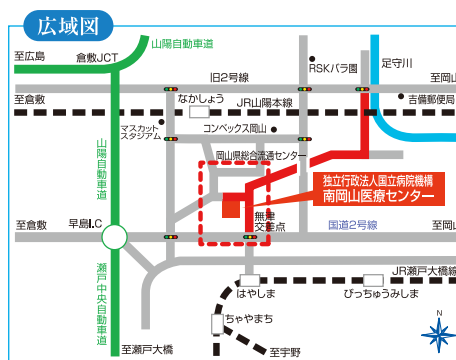 広域図
山陽自動車道
至広島
倉敷JCT
足守川
RSKバラ園
旧2号線
至岡山
至倉敷
なかしょう
JR山陽本線
吉備郵便局
マスカット
スタジアム
コンベックス岡山
岡山県総合流通センター
山陽自動車道
独立行政法人国立病院機構
南岡山医療センター
無津
交差点
至倉敷
早島I.C
国道2号線
至岡山
JR瀬戸大橋線
はやしま
びっちゅうみしま
瀬戸中央自動車道
ちゃやまち
至瀬戸大橋
至宇野
N